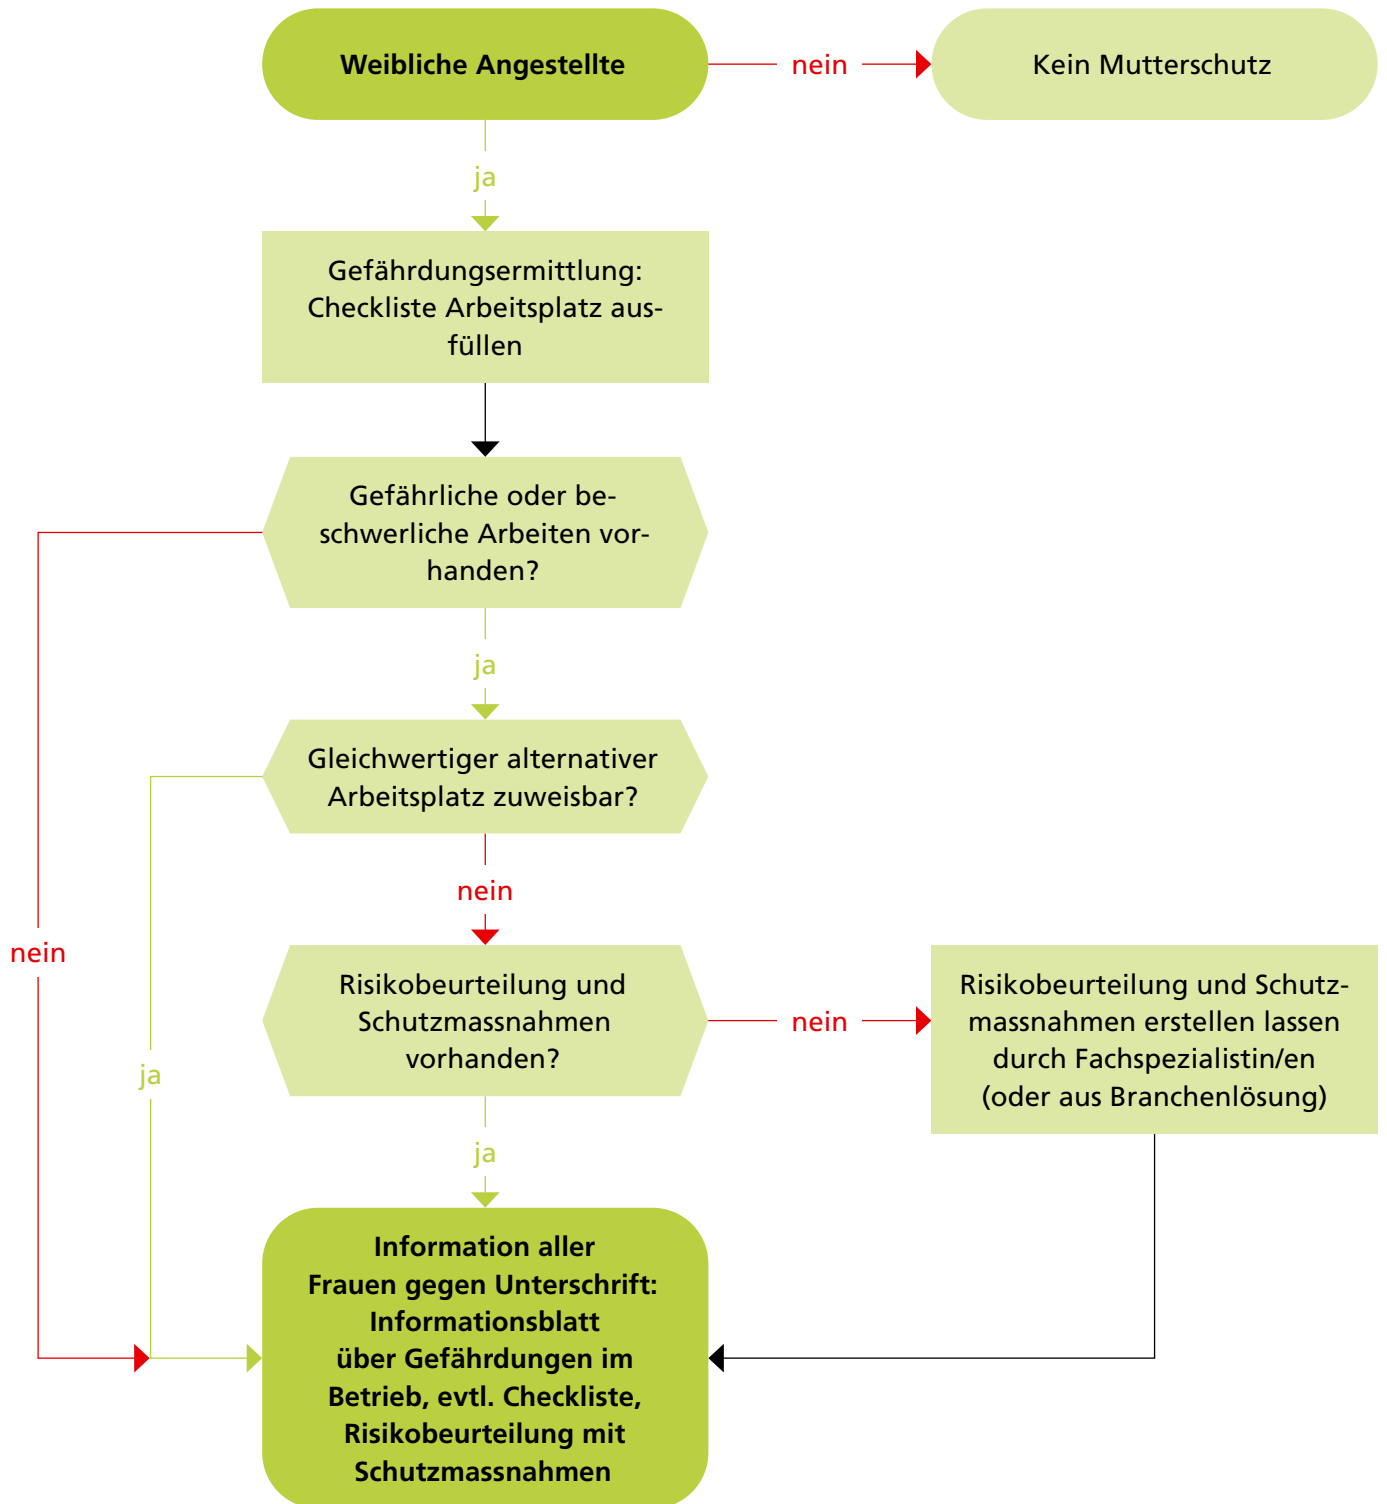 Weibliche Angestellte
nein
Kein Mutterschutz
ja
Gefährdungsermittlung:
Checkliste Arbeitsplatz aus-
füllen
Gefährliche oder be-
schwerliche Arbeiten vor-
handen?
ja
Gleichwertiger alternativer
Arbeitsplatz zuweisbar?
nein
nein
Risikobeurteilung und
Schutzmassnahmen
vorhanden?
nein
Risikobeurteilung und Schutz-
massnahmen erstellen lassen
durch Fachspezialistin/en
(oder aus Branchenlösung)
ja
ja
Information aller
Frauen gegen Unterschrift:
Informationsblatt
über Gefährdungen im
Betrieb, evtl. Checkliste,
Risikobeurteilung mit
Schutzmassnahmen